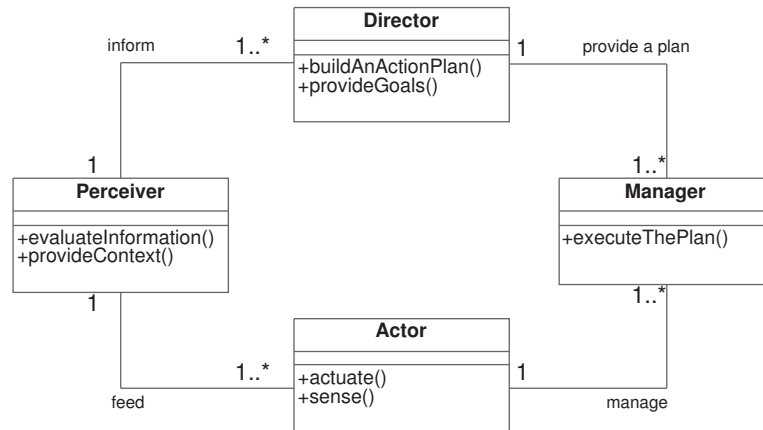 Director
inform
1..*
1
provide a plan
+buildAnActionPlan()
+provideGoals()
1
1..*
Perceiver
Manager
+evaluateInformation()
+provideContext()
+executeThePlan()
1
1..*
Actor
1..*
1
+actuate()
+sense()
feed
manage